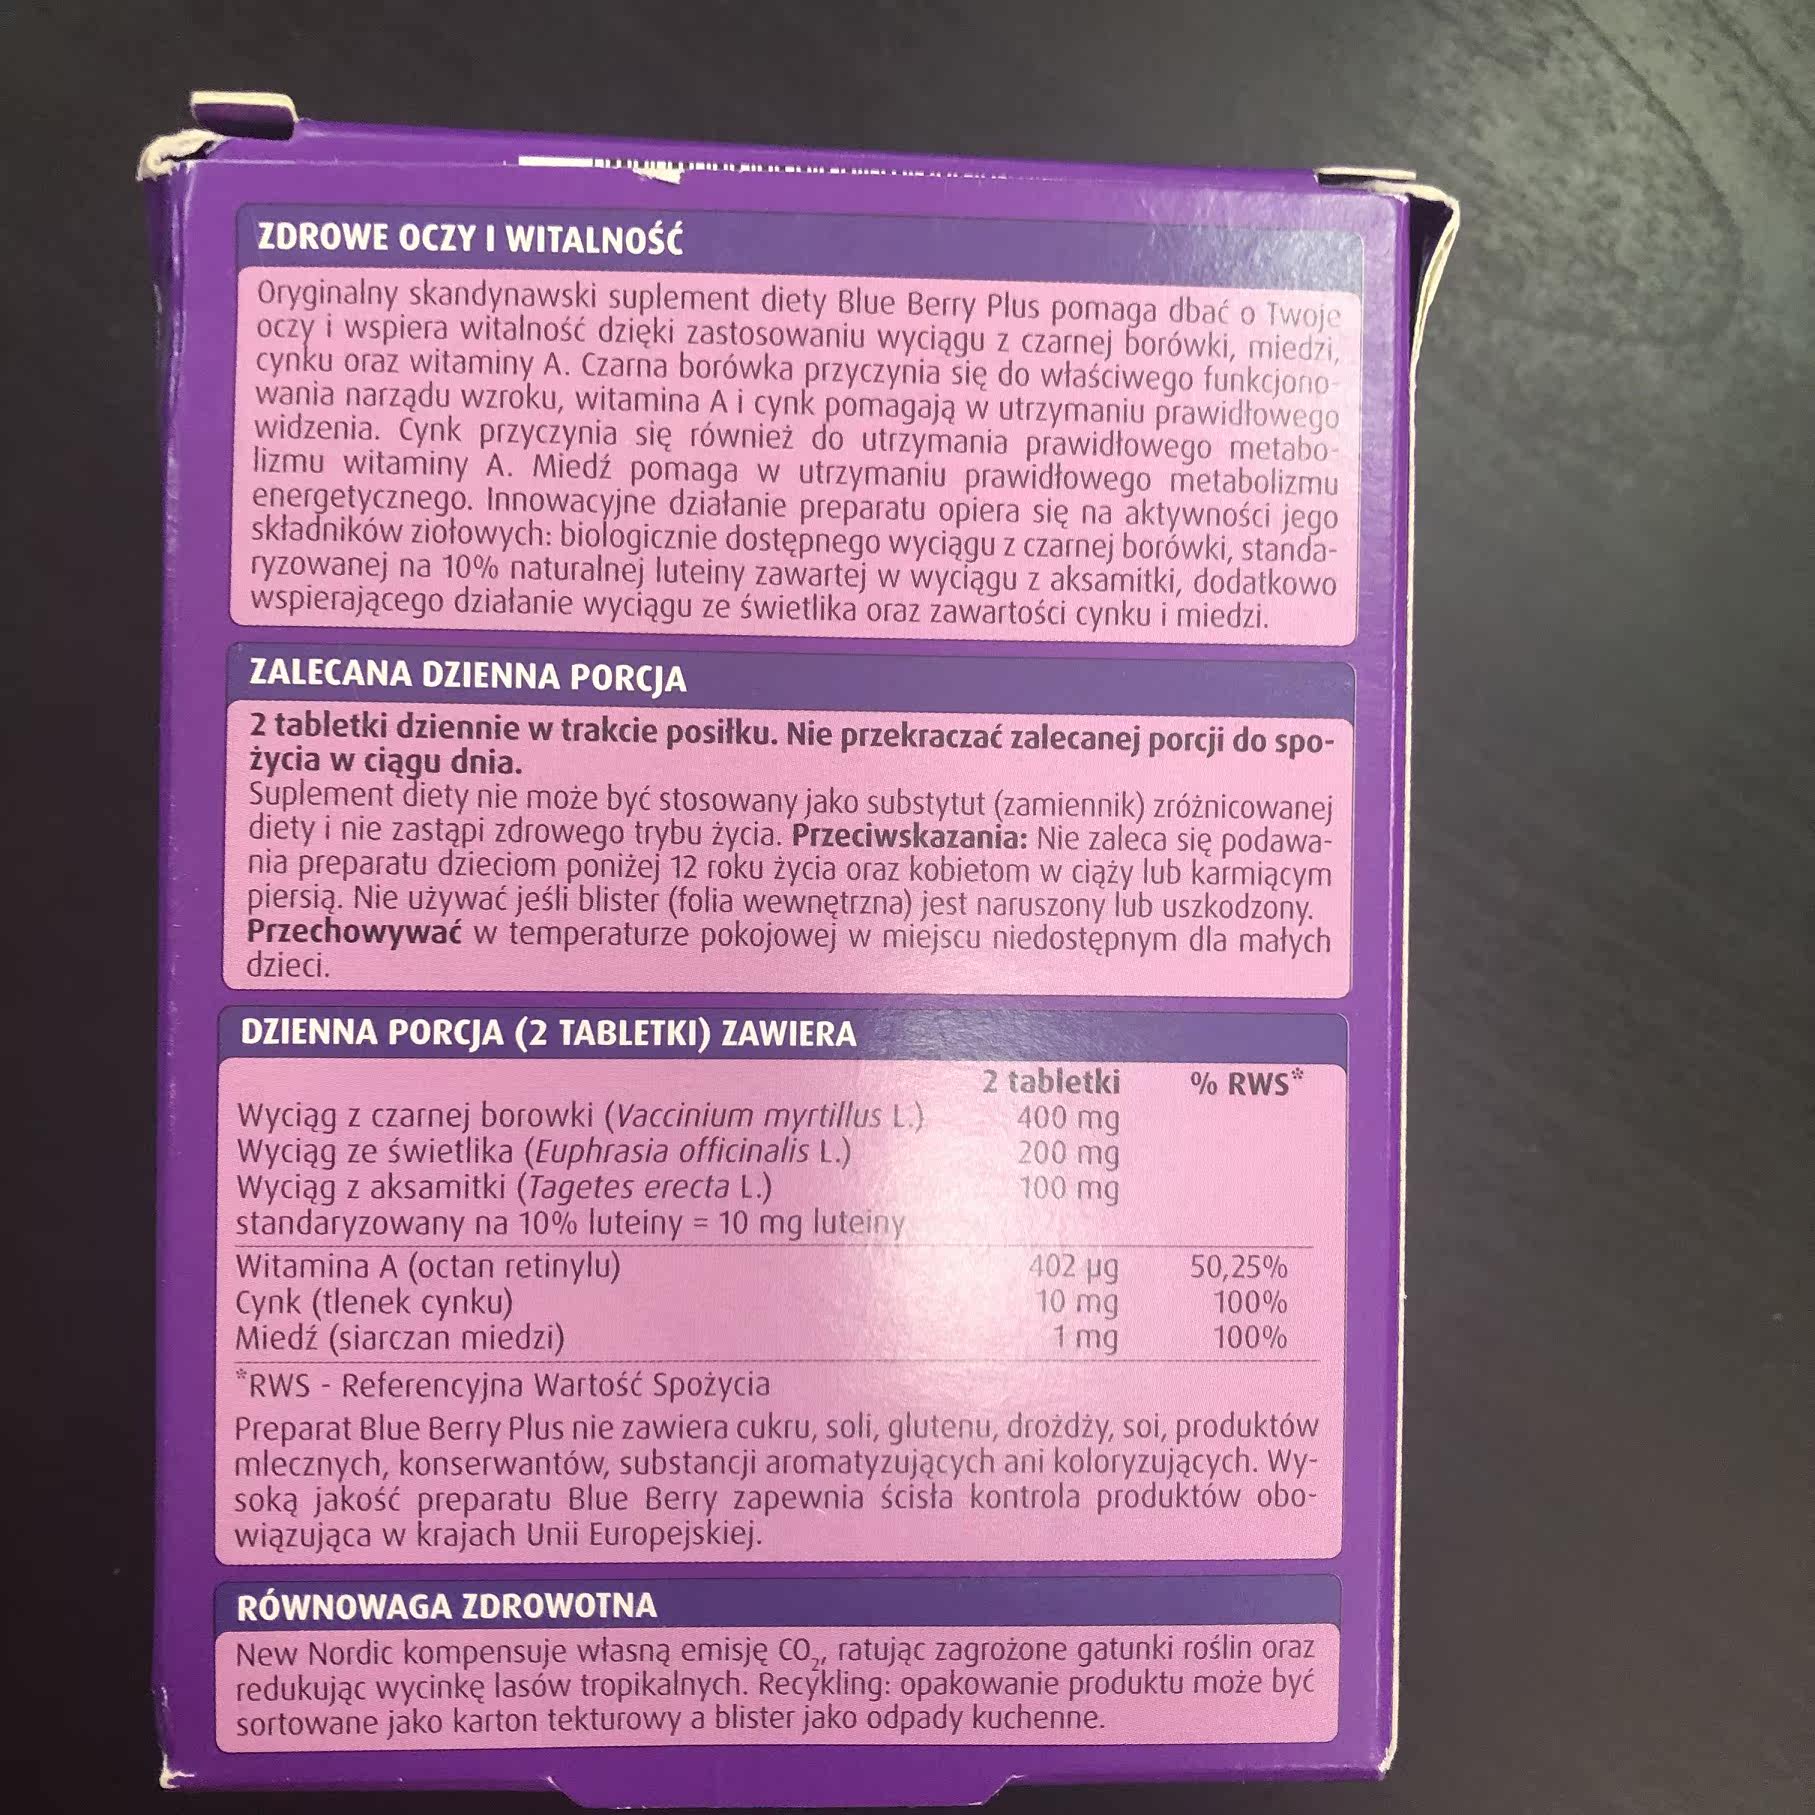 ZDROWE OCZY I WITALNOŚĆ
Oryginalny skandynawski suplement diety Blue Berry Plus pomaga dbać o Twoje
oczy i wspiera witalność dzięki zastosowaniu wyciągu z czarnej borówki, miedzi,
cynku oraz witaminy A. Czarna borówka przyczynia się do właściwego funkcjono-
wania narządu wzroku, witamina A i cynk pomagają w utrzymaniu prawidłowego
widzenia. Cynk przyczynia się również do utrzymania prawidłowego metabo-
lizmu witaminy A. Miedź pomaga w utrzymaniu prawidłowego metabolizmu
energetycznego. Innowacyjne działanie preparatu opiera się na aktywności jego
składników ziołowych: biologicznie dostępnego wyciągu z czarnej borówki, standa-
ryzowanej na 10% naturalnej luteiny zawartej w wyciągu z aksamitki, dodatkowo
wspierającego działanie wyciągu ze świetlika oraz zawartości cynku i miedzi.
ZALECANA DZIENNA PORCJA
2 tabletki dziennie w trakcie posiłku. Nie przekraczać zalecanej porcji do spo-
życia w ciągu dnia.
Suplement diety nie może być stosowany jako substytut (zamiennik) zróżnicowanej
diety i nie zastąpi zdrowego trybu życia. Przeciwskazania: Nie zaleca się podawa-
nia preparatu dzieciom poniżej 12 roku życia oraz kobietom w ciąży lub karmiącym
piersią. Nie używać jeśli blister (folia wewnętrzna) jest naruszony lub uszkodzony.
Przechowywać w temperaturze pokojowej w miejscu niedostępnym dla małych
dzieci.
DZIENNA PORCJA (2 TABLETKI) ZAWIERA
2 tabletki % RWS*
Wyciąg z czarnej borowki (Vaccinium myrtillus L.) 400 mg
Wyciąg ze świetlika (Euphrasia officinalis L.) 200 mg
Wyciąg z aksamitki (Tagetes erecta L.) 100 mg
standaryzowany na 10% luteiny = 10 mg luteiny
Witamina A (octan retinylu) 402 µg 50,25%
Cynk (tlenek cynku) 10 mg 100%
Miedź (siarczan miedzi) 1 mg 100%
*RWS - Referencyjna Wartość Spożycia
Preparat Blue Berry Plus nie zawiera cukru, soli, glutenu, drożdży, soi, produktów
mlecznych, konserwantów, substancji aromatyzujących ani koloryzujących. Wy-
soką jakość preparatu Blue Berry zapewnia ścisła kontrola produktów obo-
wiązująca w krajach Unii Europejskiej.
RÓWNOWAGA ZDROWOTNA
New Nordic kompensuje własną emisję CO₂, ratując zagrożone gatunki roślin oraz
redukując wycinkę lasów tropikalnych. Recykling: opakowanie produktu może być
sortowane jako karton tekturowy a blister jako odpady kuchenne.